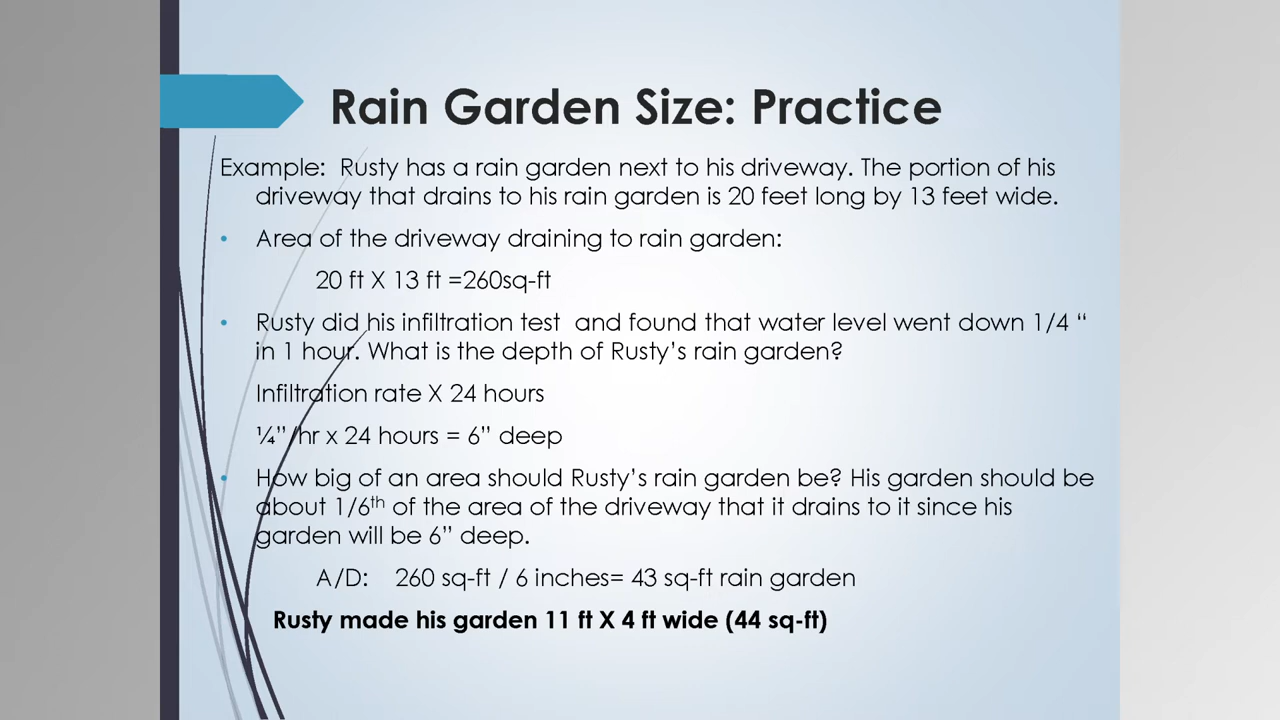 Rain Garden Size: Practice
Example:  Rusty has a rain garden next to his driveway. The portion of his
driveway that drains to his rain garden is 20 feet long by 13 feet wide.
• Area of the driveway draining to rain garden:
20 ft X 13 ft =260sq-ft
• Rusty did his infiltration test  and found that water level went down 1/4 “
in 1 hour. What is the depth of Rusty’s rain garden?
Infiltration rate X 24 hours
¼”/hr x 24 hours = 6” deep
• How big of an area should Rusty’s rain garden be? His garden should be
about 1/6th of the area of the driveway that it drains to it since his
garden will be 6” deep.
A/D:    260 sq-ft / 6 inches= 43 sq-ft rain garden
Rusty made his garden 11 ft X 4 ft wide (44 sq-ft)